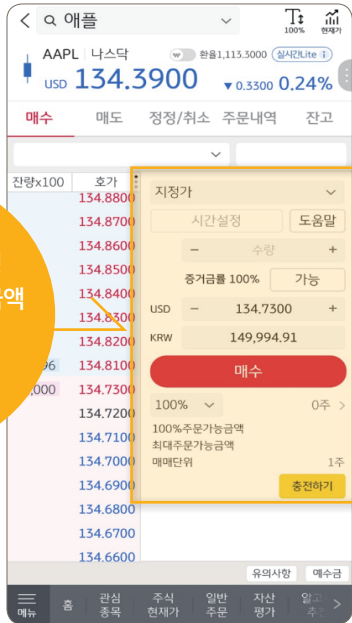 애플
100%
현재가
AAPL 나스닥
₩ 환율1,113.5000 실시간Lite
USD 134.3900 ▼0.3300 0.24%
매수 매도 정정/취소 주문내역 잔고
잔량x100 호가
134.8800
134.8700
134.8600
134.8500
134.8400
134.8300
134.8200
134.8100
134.7300
134.7200
134.7100
134.7000
134.6900
134.6800
134.6700
134.6600
지정가
시간설정 도움말
− 수량 +
증거금률 100% 가능
USD − 134.7300 +
KRW 149,994.91
매수
100% 0주 >
100%주문가능금액
최대주문가능금액
매매단위 1주
충전하기
유의사항 예수금
메뉴
홈
관심
종목
주식
현재가
일반
주문
자산
평가